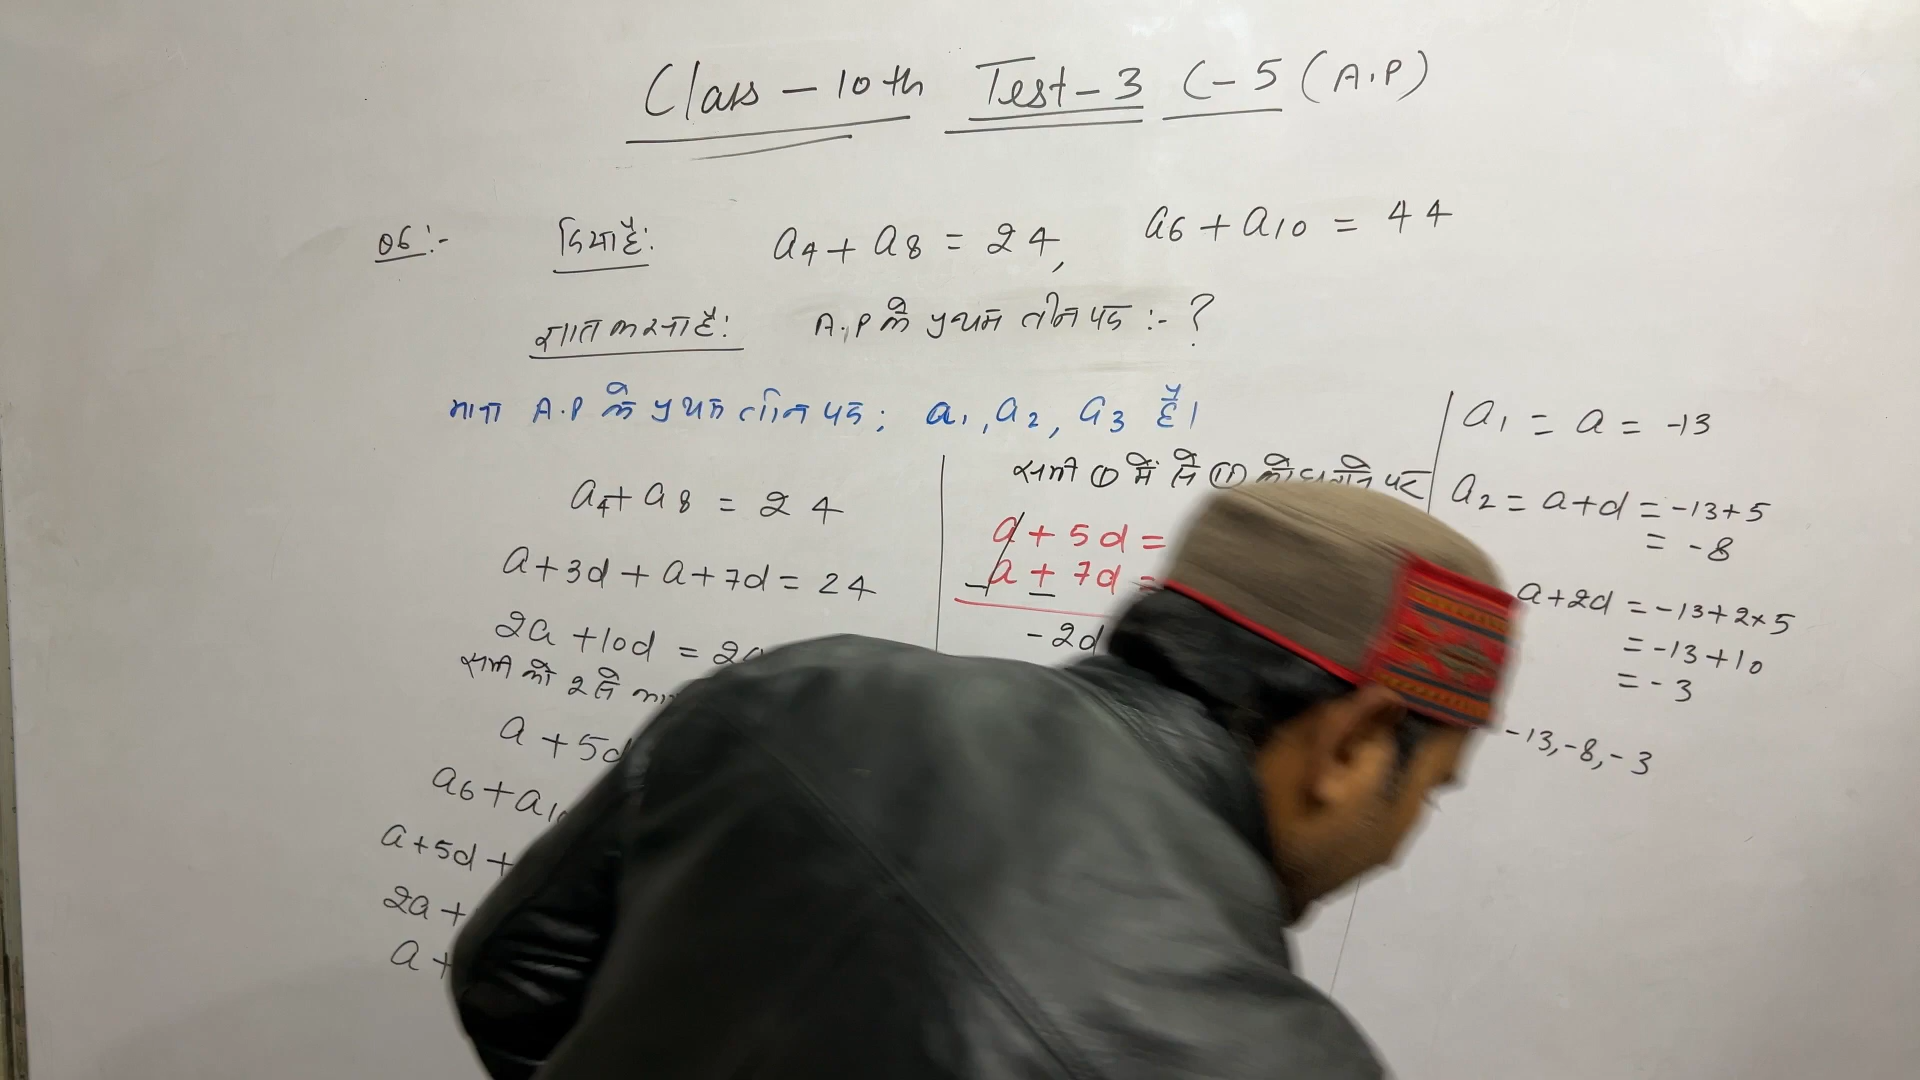 Class - 10th Test - 3 C-5 (A.P)
06:- दिया है: a4 + a8 = 24, a6 + a10 = 44
ज्ञात करना है: A.P के प्रथम तीन पद :- ?
माना A.P के प्रथम तीन पद; a1, a2, a3 है।
a4 + a8 = 24
a + 3d + a + 7d = 24
2a + 10d = 2
समी को 2 से
a + 5d
a6 + a10
a + 5d +
2a +
a +
समी ① में से ⑪ को घटाने पर
a + 5d =
a + 7d =
- -
-2d
a1 = a = -13
a2 = a+d = -13+5
= -8
a+2d = -13+2×5
= -13+10
= -3
-13, -8, -3